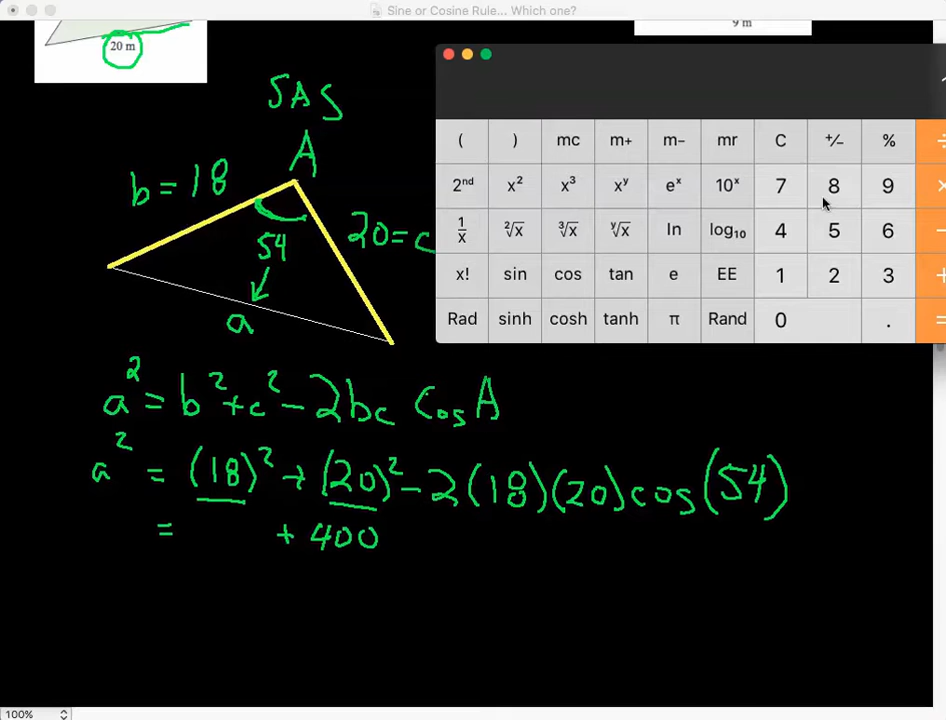 Sine or Cosine Rule... Which one?
20 m
9 m
SAS
A
b = 18
54
20 = c
a
a² = b² + c² - 2bc cos A
a² = (18)² + (20)² - 2(18)(20)cos(54)
= + 400
( ) mc m+ m- mr C +/- % ÷
2nd x² x³ xʸ eˣ 10ˣ 7 8 9 ×
1/x ²√x ³√x ʸ√x ln log₁₀ 4 5 6 −
x! sin cos tan e EE 1 2 3 +
Rad sinh cosh tanh π Rand 0 . =
100%